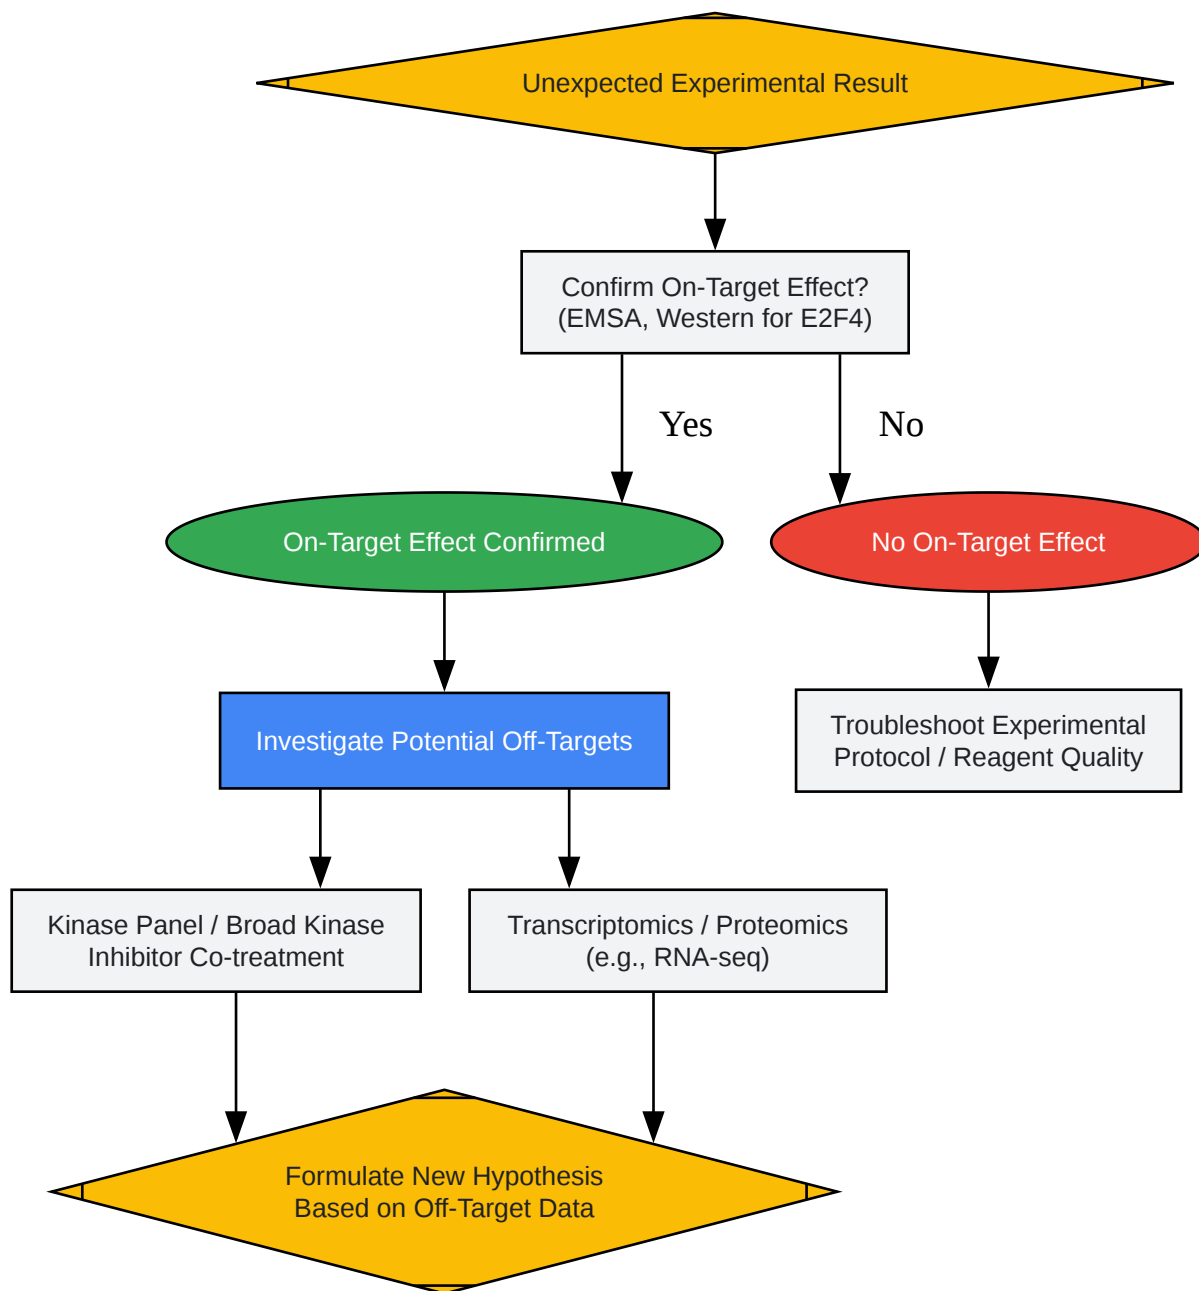 Unexpected Experimental Result
Confirm On-Target Effect?
(EMSA, Western for E2F4)
Yes
No
On-Target Effect Confirmed
No On-Target Effect
Investigate Potential Off-Targets
Troubleshoot Experimental
Protocol / Reagent Quality
Kinase Panel / Broad Kinase
Inhibitor Co-treatment
Transcriptomics / Proteomics
(e.g., RNA-seq)
Formulate New Hypothesis
Based on Off-Target Data